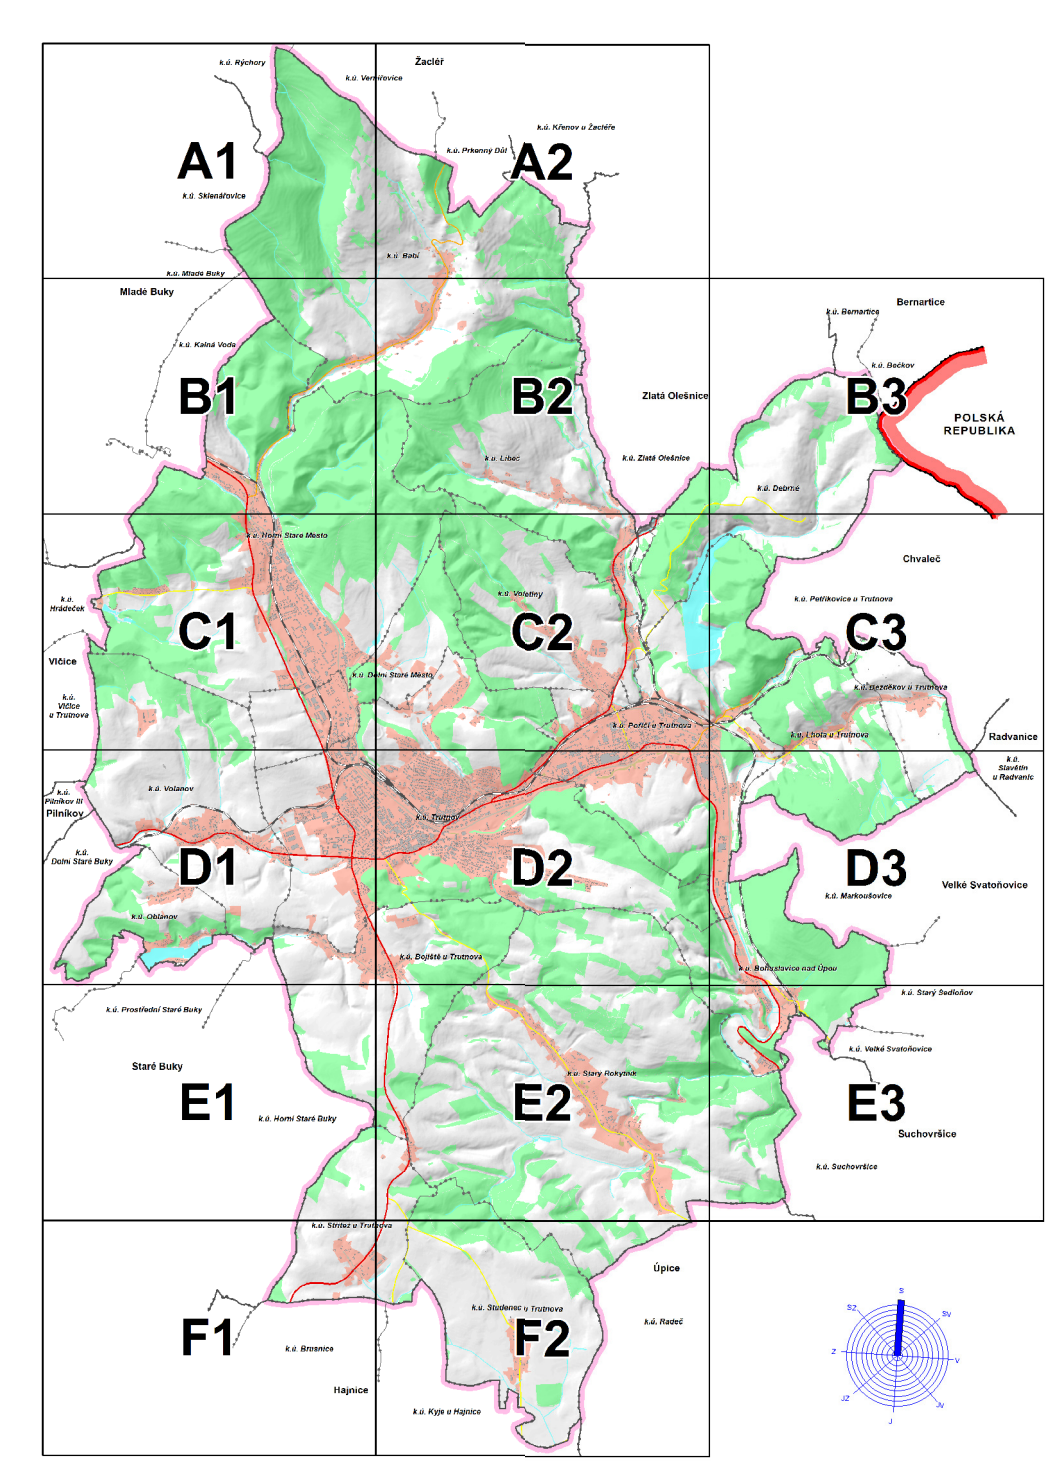 Žacléř
k.ú. Rýchory
k.ú. Vernířovice
k.ú. Křenov u Žacléře
k.ú. Prkenný Důl
A1
A2
k.ú. Sklenářovice
k.ú. Babí
k.ú. Mladé Buky
Mladé Buky
Bernartice
k.ú. Bernartice
k.ú. Kalná Voda
k.ú. Bečkov
B1
B2
Zlatá Olešnice
B3
POLSKÁ
REPUBLIKA
k.ú. Libeč
k.ú. Zlatá Olešnice
k.ú. Debrné
k.ú. Horní Staré Město
Chvaleč
k.ú. Voletiny
k.ú.
Hrádeček
k.ú. Petříkovice u Trutnova
C1
C2
C3
Vlčice
k.ú. Dolní Staré Město
k.ú. Bezděkov u Trutnova
k.ú.
Vlčice
u Trutnova
k.ú. Poříčí u Trutnova
k.ú. Lhota u Trutnova
Radvanice
k.ú.
Slavětín
u Radvanic
k.ú. Volanov
k.ú.
Pilníkov III
Pilníkov
k.ú. Trutnov
k.ú.
Dolní Staré Buky
D1
D2
D3
Velké Svatoňovice
k.ú. Markoušovice
k.ú. Oblanov
k.ú. Bojiště u Trutnova
k.ú. Bohuslavice nad Úpou
k.ú. Starý Sedloňov
k.ú. Prostřední Staré Buky
k.ú. Velké Svatoňovice
Staré Buky
k.ú. Starý Rokytník
E1
E2
E3
k.ú. Horní Staré Buky
Suchovršice
k.ú. Suchovršice
k.ú. Střítež u Trutnova
Úpice
k.ú. Studenec u Trutnova
k.ú. Radeč
F1
F2
k.ú. Brusnice
Hajnice
k.ú. Kyje u Hajnice
S
SZ
SV
Z
V
JZ
JV
J